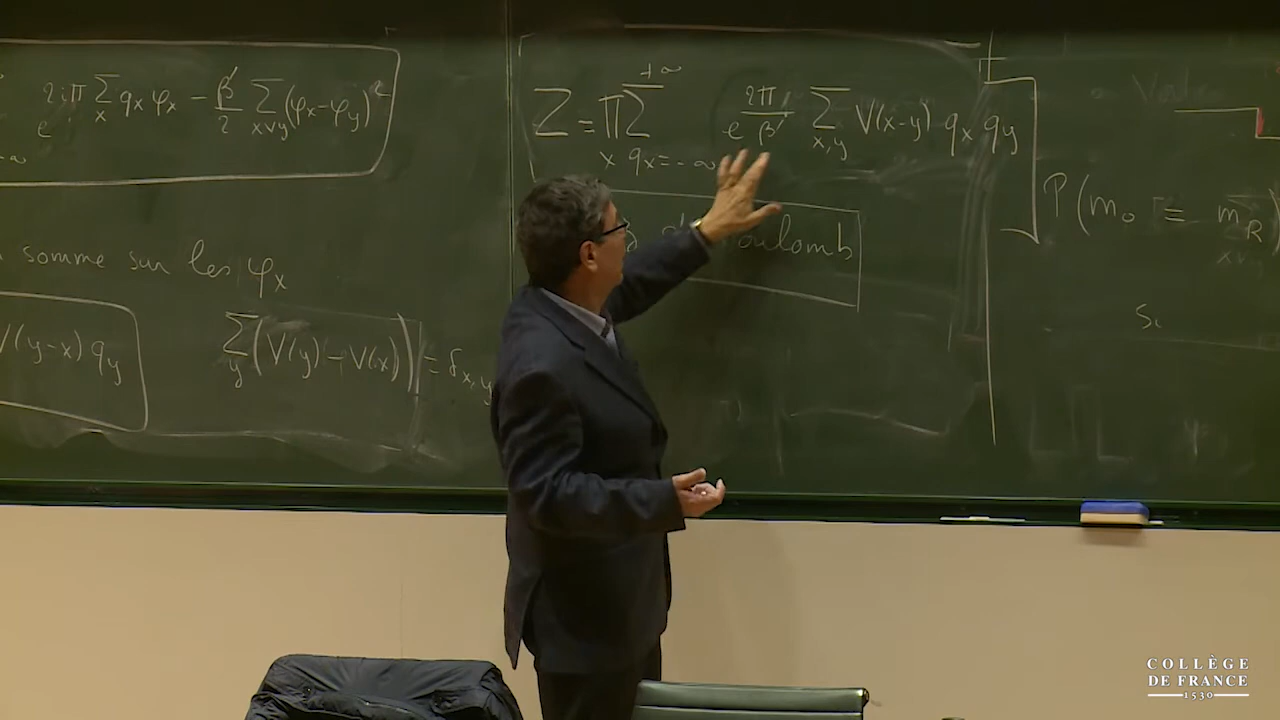 e^{2iπ Σ_x q_x φ_x − β'/2 Σ_{x∨y} (φ_x − φ_y)^2}
-∞
somme sur les φ_x
V(y-x) q_y
Σ_y (V(y) - V(x)) = δ_{x,y}
Z = Π_x Σ_{q_x=-∞}^{+∞} e^{2π/β' Σ_{x,y} V(x-y) q_x q_y}
Coulomb
P(m_0 = m_R)
COLLÈGE
DE FRANCE
1530